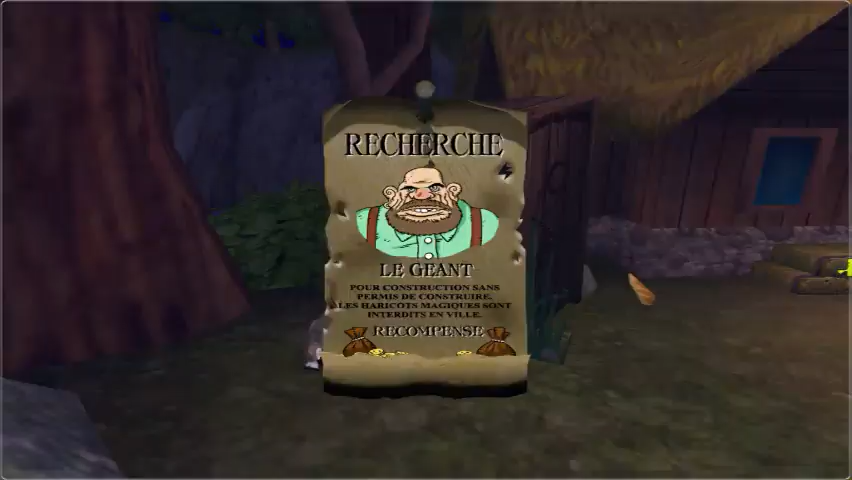 RECHERCHE
LE GEANT
POUR CONSTRUCTION SANS
PERMIS DE CONSTRUIRE.
LES HARICOTS MAGIQUES SONT
INTERDITS EN VILLE.
RECOMPENSE